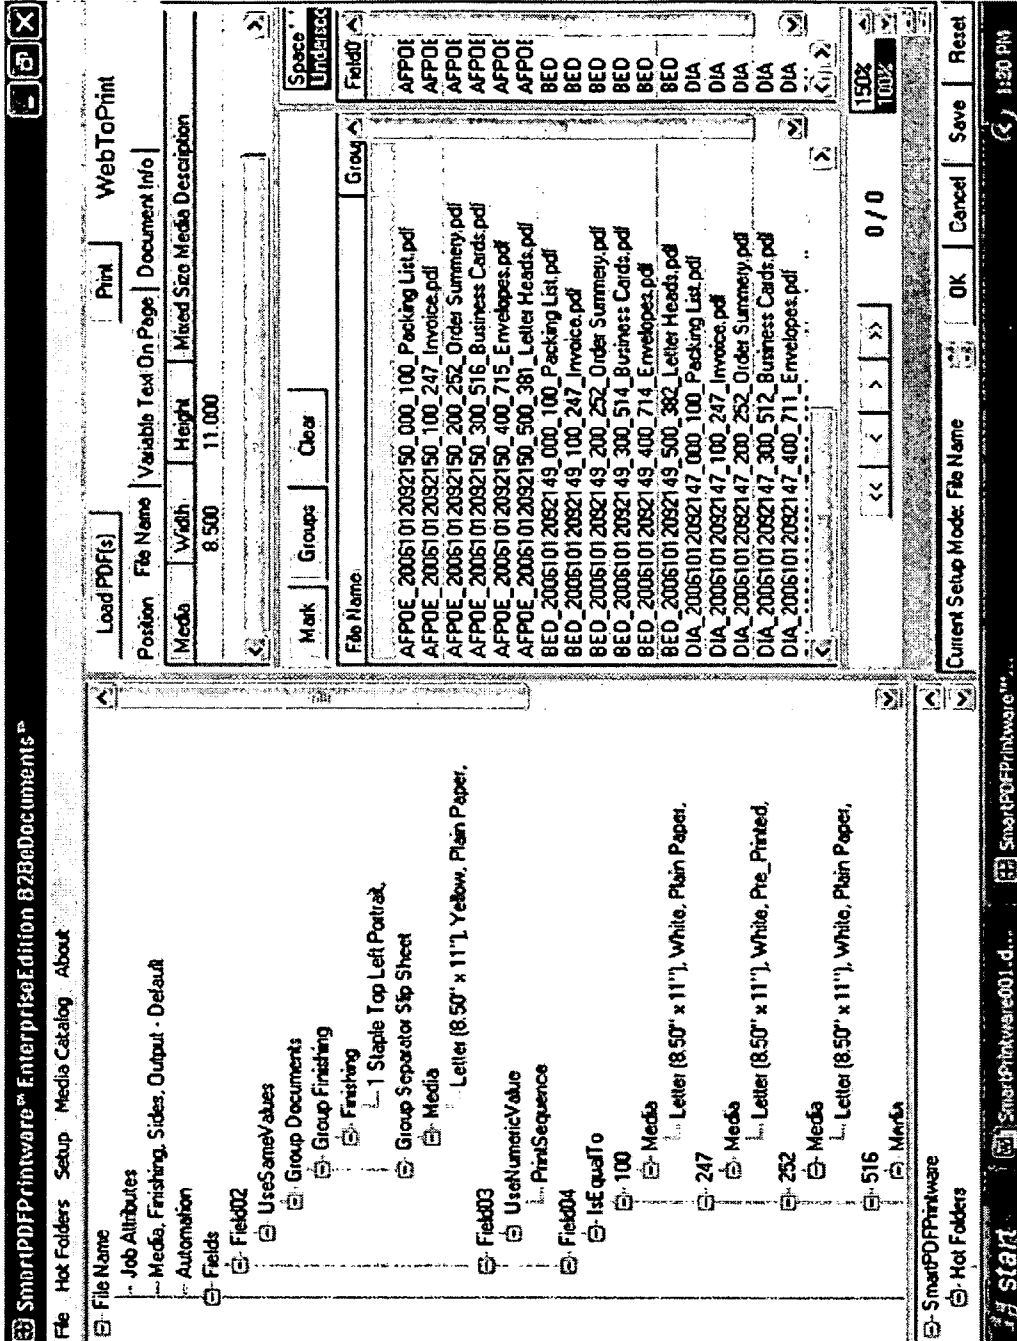 SmartPDFPrintware™ EnterpriseEdition B2BeDocuments™
File Hot Folders Setup Media Catalog About
File Name
Job Attributes
Media, Finishing, Sides, Output - Default
Automation
Fields
Field02
UseSameValues
Group Documents
Group Finishing
Finishing
1 Staple Top Left Portrait,
Group Separator Slip Sheet
Media
Letter (8.50" x 11"), Yellow, Plain Paper,
Field03
UseNumericValue
PrintSequence
Field04
IsEqualTo
100
Media
Letter (8.50" x 11"), White, Plain Paper,
247
Media
Letter (8.50" x 11"), White, Pre_Printed,
252
Media
Letter (8.50" x 11"), White, Plain Paper,
516
Media
SmartPDFPrintware
Hot Folders
Load PDF(s) Print WebToPrint
Position File Name Variable Text On Page Document Info
Media Width Height Mixed Size Media Description
8.500 11.000
Mark Groups Clear
Space
Undersco
File Name Group Field0
AFPOE_20061012092150_000_100_Packing List.pdf AFPOE
AFPOE_20061012092150_100_247_Invoice.pdf AFPOE
AFPOE_20061012092150_200_252_Order Summery.pdf AFPOE
AFPOE_20061012092150_300_516_Business Cards.pdf AFPOE
AFPOE_20061012092150_400_715_Envelopes.pdf AFPOE
AFPOE_20061012092150_500_381_Letter Heads.pdf AFPOE
BED_20061012092149_000_100_Packing List.pdf BED
BED_20061012092149_100_247_Invoice.pdf BED
BED_20061012092149_200_252_Order Summery.pdf BED
BED_20061012092149_300_514_Business Cards.pdf BED
BED_20061012092149_400_714_Envelopes.pdf BED
BED_20061012092149_500_382_Letter Heads.pdf BED
DIA_20061012092147_000_100_Packing List.pdf DIA
DIA_20061012092147_100_247_Invoice.pdf DIA
DIA_20061012092147_200_252_Order Summery.pdf DIA
DIA_20061012092147_300_512_Business Cards.pdf DIA
DIA_20061012092147_400_711_Envelopes.pdf DIA
<< < > >> 0 / 0
150%
100%
Current Setup Mode: File Name OK Cancel Save Reset
start SmartPrintware001.d... SmartPDFPrintware™... 1:00 PM